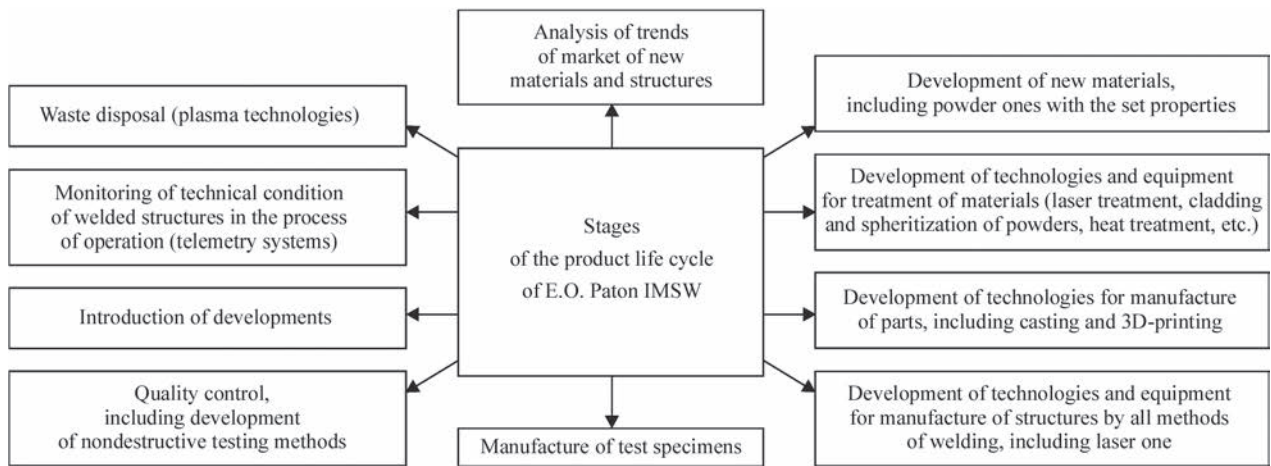 Analysis of trends
of market of new
materials and structures
Development of new materials,
including powder ones with the set properties
Development of technologies and equipment
for treatment of materials (laser treatment, cladding
and spheritization of powders, heat treatment, etc.)
Development of technologies for manufacture
of parts, including casting and 3D-printing
Development of technologies and equipment
for manufacture of structures by all methods
of welding, including laser one
Manufacture of test specimens
Quality control,
including development
of nondestructive testing methods
Introduction of developments
Monitoring of technical condition
of welded structures in the process
of operation (telemetry systems)
Waste disposal (plasma technologies)
Stages
of the product life cycle
of E.O. Paton IMSW